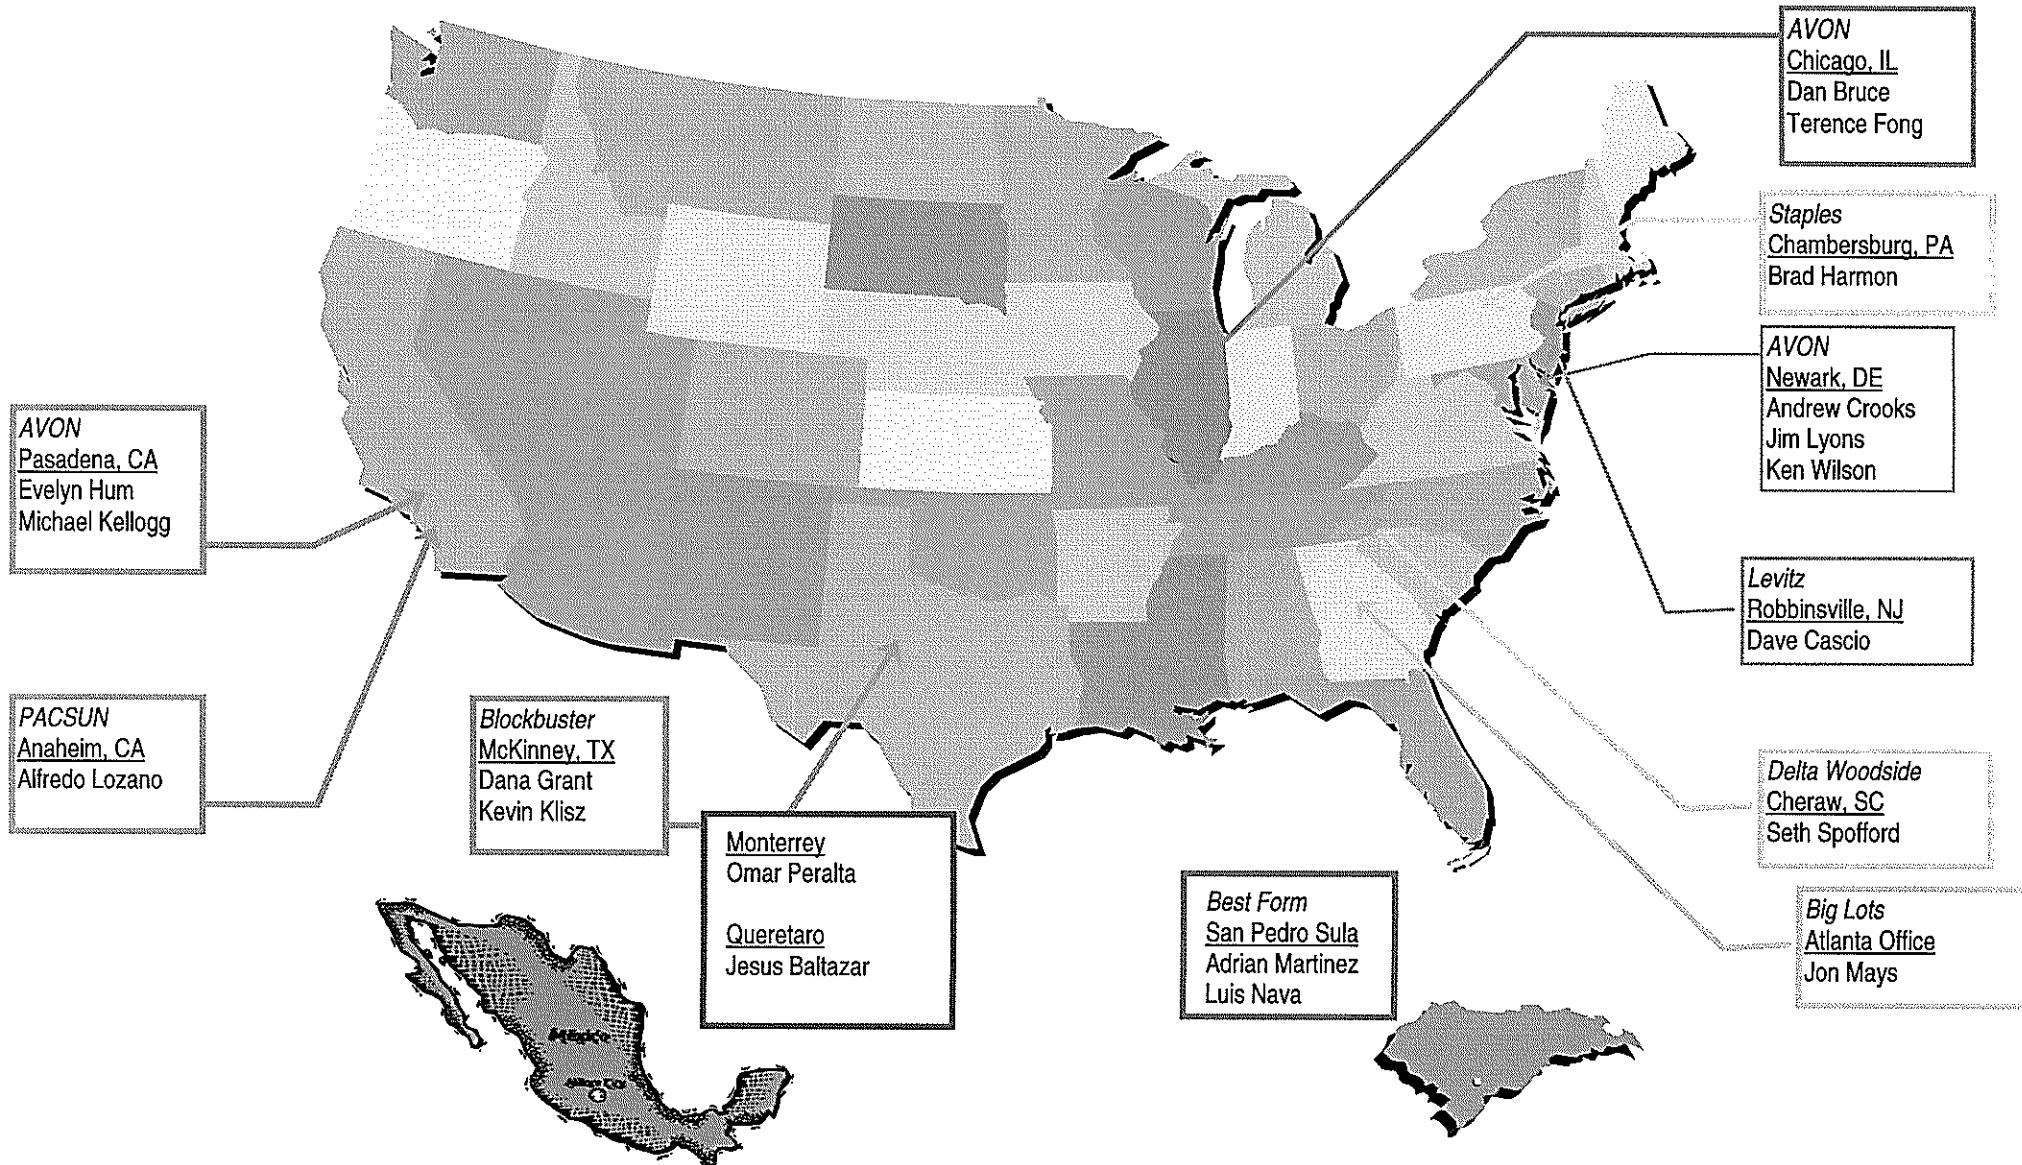 AVON
Chicago, IL
Dan Bruce
Terence Fong
Staples
Chambersburg, PA
Brad Harmon
AVON
Newark, DE
Andrew Crooks
Jim Lyons
Ken Wilson
AVON
Pasadena, CA
Evelyn Hum
Michael Kellogg
Levitz
Robbinsville, NJ
Dave Cascio
PACSUN
Anaheim, CA
Alfredo Lozano
Blockbuster
McKinney, TX
Dana Grant
Kevin Klisz
Monterrey
Omar Peralta
Queretaro
Jesus Baltazar
Delta Woodside
Cheraw, SC
Seth Spofford
Best Form
San Pedro Sula
Adrian Martinez
Luis Nava
Big Lots
Atlanta Office
Jon Mays
Mexico